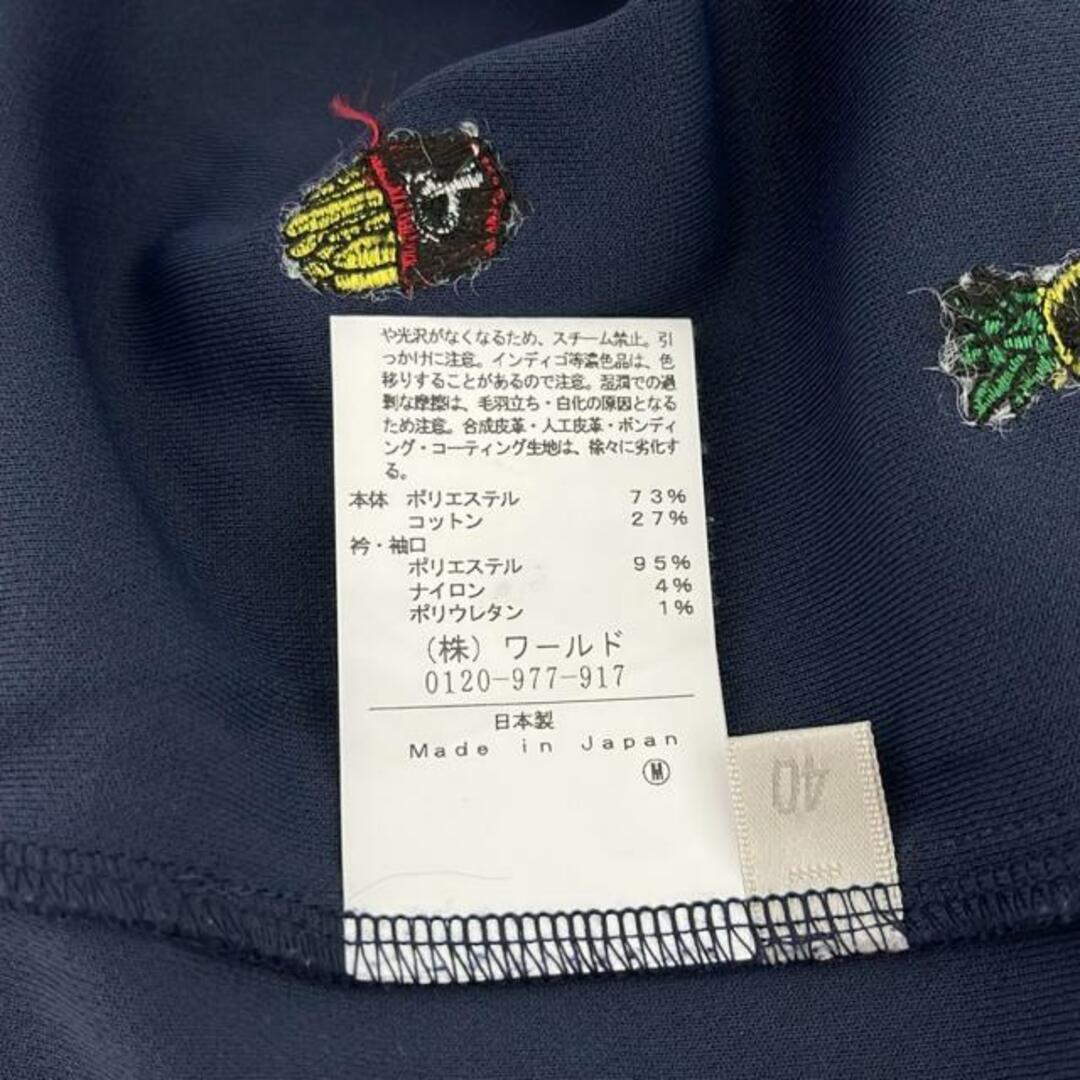 や光沢がなくなるため、スチーム禁止。引
っかけに注意。インディゴ等濃色品は、色
移りすることがあるので注意。湿潤での過
剰な摩擦は、毛羽立ち・白化の原因となる
ため注意。合成皮革・人工皮革・ボンディ
ング・コーティング生地は、徐々に劣化す
る。
本体 ポリエステル 73%
コットン 27%
衿・袖口
ポリエステル 95%
ナイロン 4%
ポリウレタン 1%
(株) ワールド
0120-977-917
日本製
Made in Japan
M
40